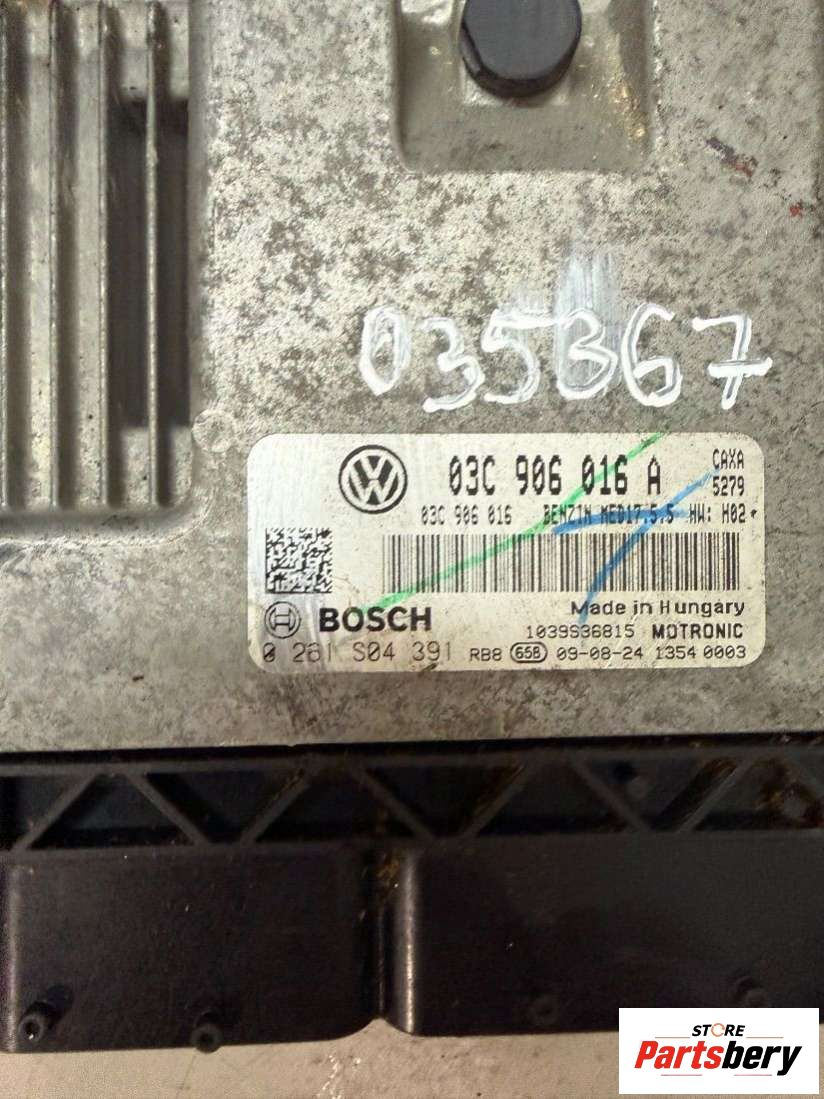 035367
03C 906 016 A
CAXA
5279
03C 906 016 BENZIN MED17.5.5 HW: H02
BOSCH
Made in Hungary
1039S36815 MOTRONIC
0 261 S04 391 RB8 65B 09-08-24 1354 0003
STORE
Partsbery